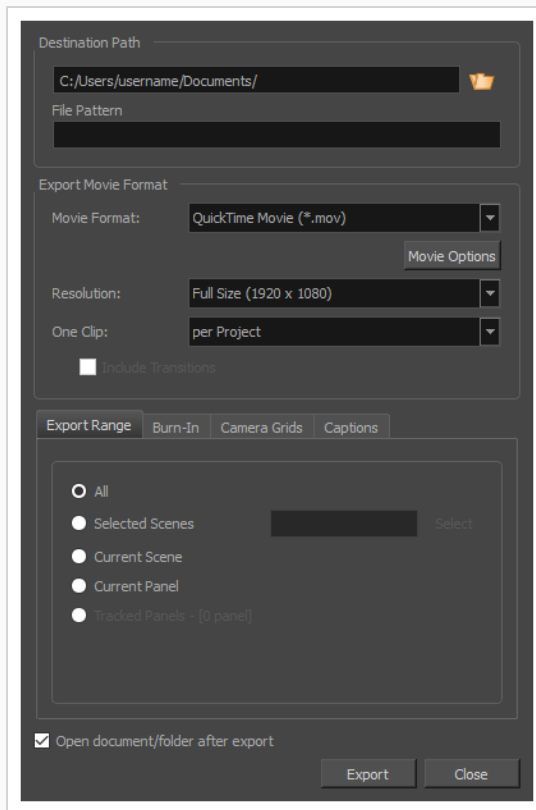 Destination Path
C:/Users/username/Documents/
File Pattern
Export Movie Format
Movie Format: QuickTime Movie (*.mov)
Movie Options
Resolution: Full Size (1920 x 1080)
One Clip: per Project
Include Transitions
Export Range Burn-In Camera Grids Captions
All
Selected Scenes Select
Current Scene
Current Panel
Tracked Panels - [0 panel]
Open document/folder after export
Export Close